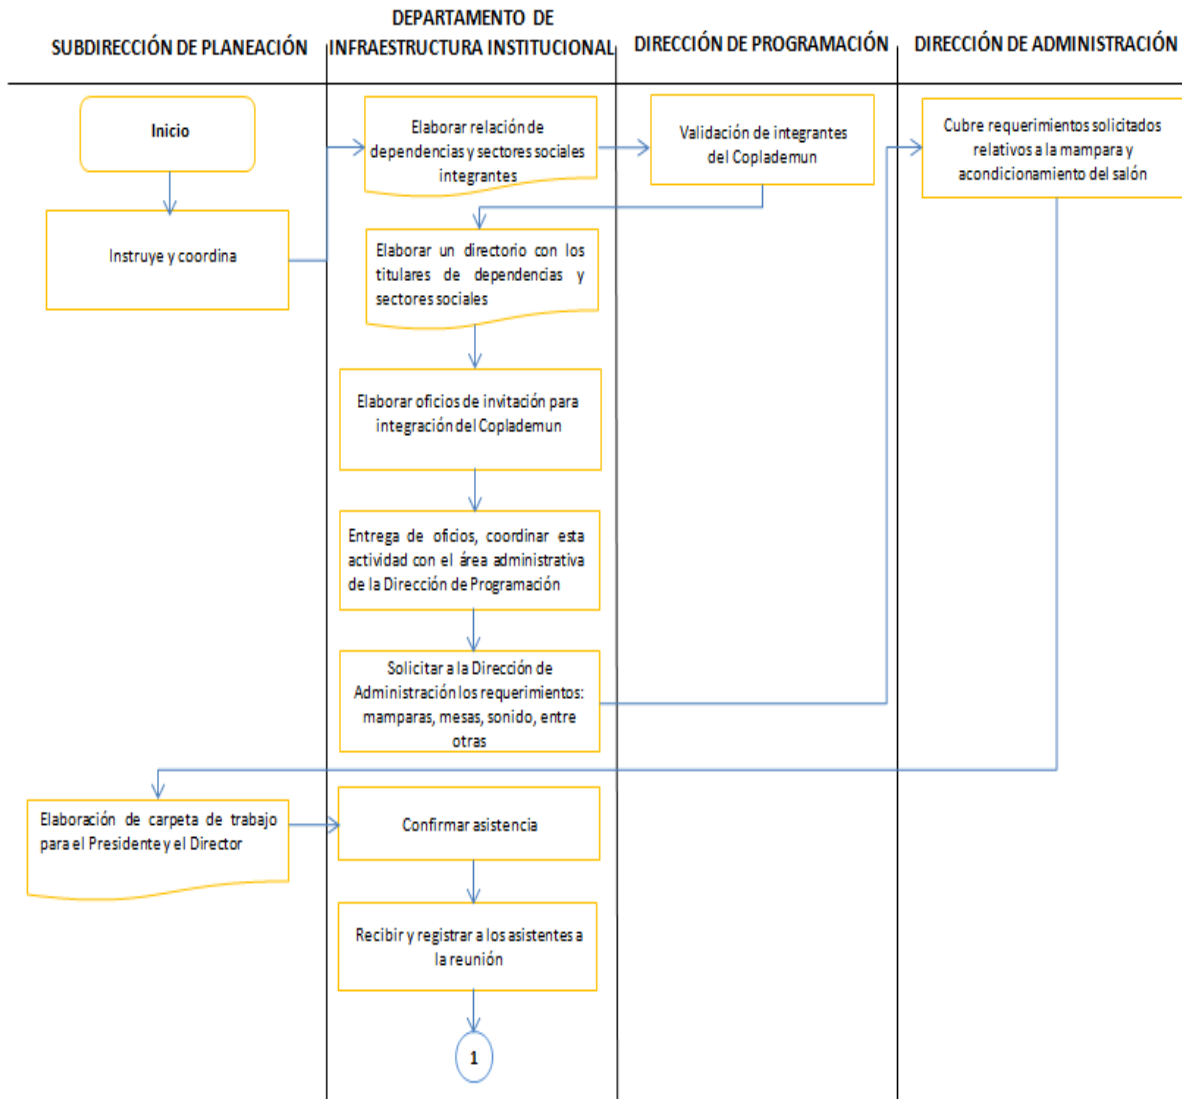 SUBDIRECCIÓN DE PLANEACIÓN
DEPARTAMENTO DE
INFRAESTRUCTURA INSTITUCIONAL
DIRECCIÓN DE PROGRAMACIÓN
DIRECCIÓN DE ADMINISTRACIÓN
Inicio
Instruye y coordina
Elaborar relación de
dependencias y sectores sociales
integrantes
Validación de integrantes
del Coplademun
Elaborar un directorio con los
titulares de dependencias y
sectores sociales
Elaborar oficios de invitación para
integración del Coplademun
Entrega de oficios, coordinar esta
actividad con el área administrativa
de la Dirección de Programación
Solicitar a la Dirección de
Administración los requerimientos:
mamparas, mesas, sonido, entre
otras
Cubre requerimientos solicitados
relativos a la mampara y
acondicionamiento del salón
Elaboración de carpeta de trabajo
para el Presidente y el Director
Confirmar asistencia
Recibir y registrar a los asistentes a
la reunión
1